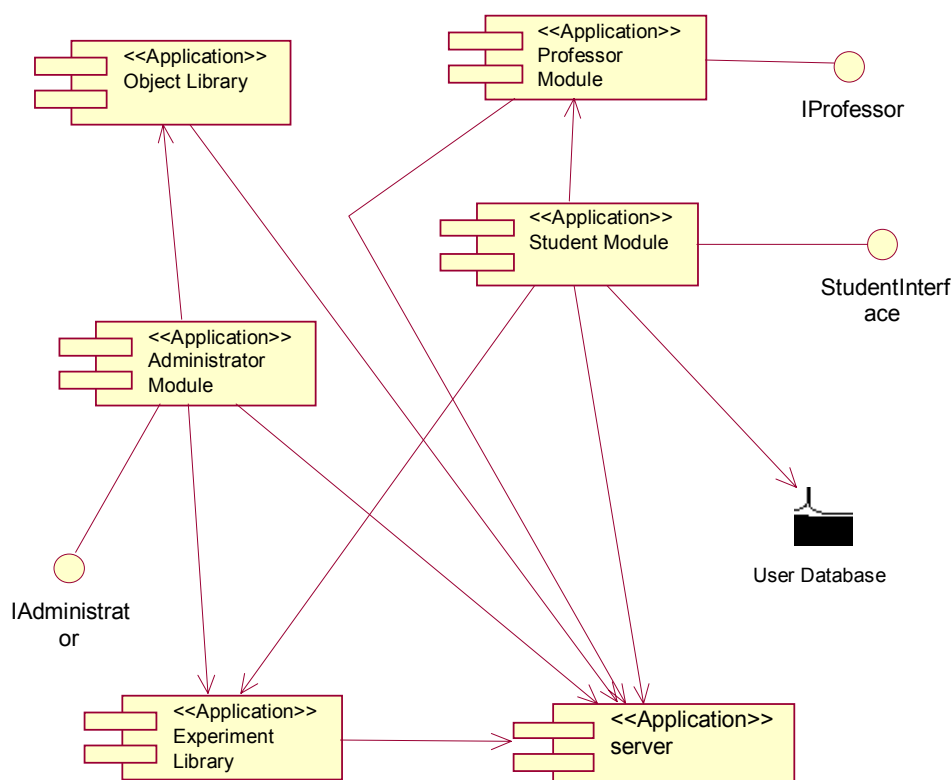 <<Application>>
Object Library
<<Application>>
Professor
Module
IProfessor
<<Application>>
Student Module
StudentInterf
ace
<<Application>>
Administrator
Module
User Database
IAdministrat
or
<<Application>>
Experiment
Library
<<Application>>
server